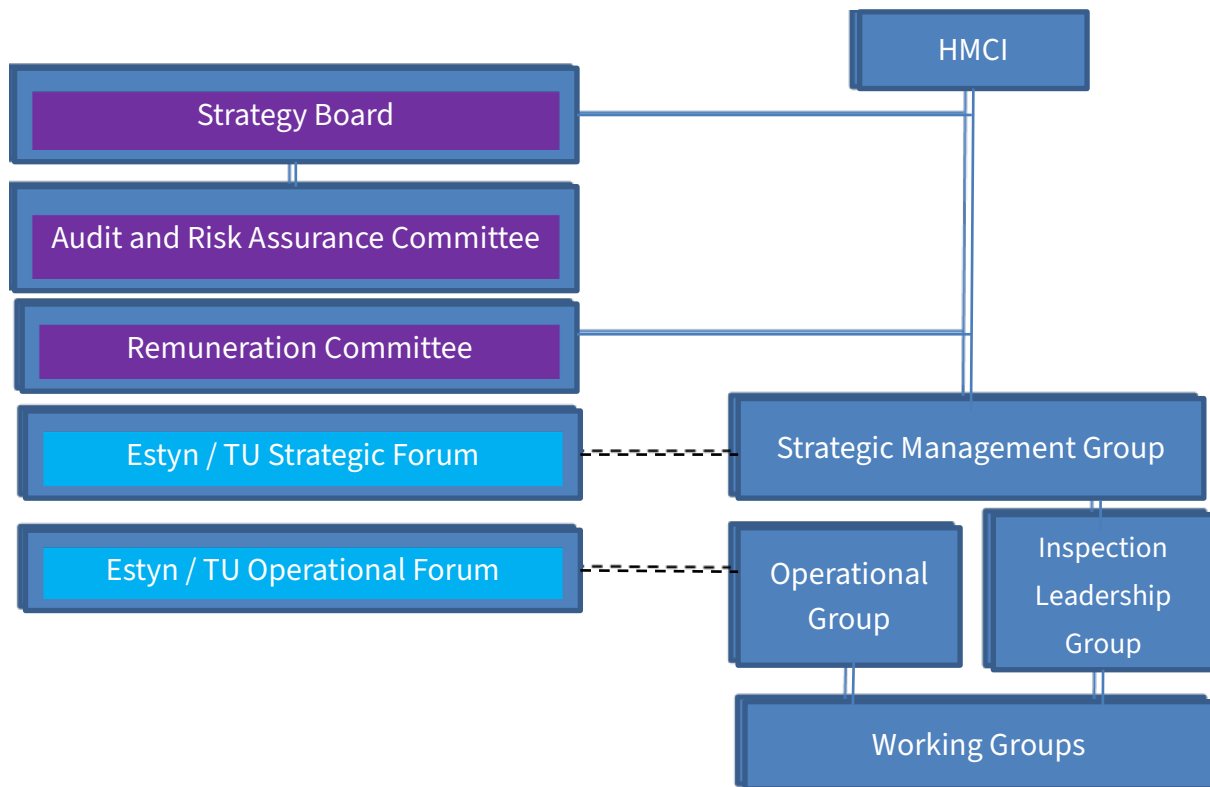 HMCI
Strategy Board
Audit and Risk Assurance Committee
Remuneration Committee
Estyn / TU Strategic Forum
Strategic Management Group
Estyn / TU Operational Forum
Operational
Group
Inspection
Leadership
Group
Working Groups